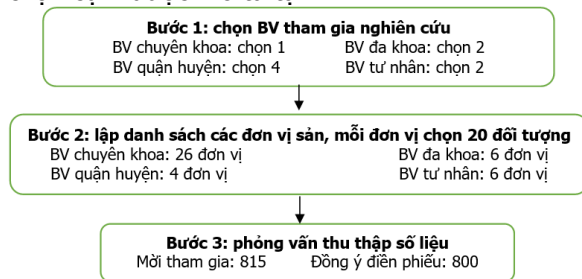 Bước 1: chọn BV tham gia nghiên cứu
BV chuyên khoa: chọn 1 BV đa khoa: chọn 2
BV quận huyện: chọn 4 BV tư nhân: chọn 2
Bước 2: lập danh sách các đơn vị sản, mỗi đơn vị chọn 20 đối tượng
BV chuyên khoa: 26 đơn vị BV đa khoa: 6 đơn vị
BV quận huyện: 4 đơn vị BV tư nhân: 6 đơn vị
Bước 3: phỏng vấn thu thập số liệu
Mời tham gia: 815 Đồng ý điền phiếu: 800